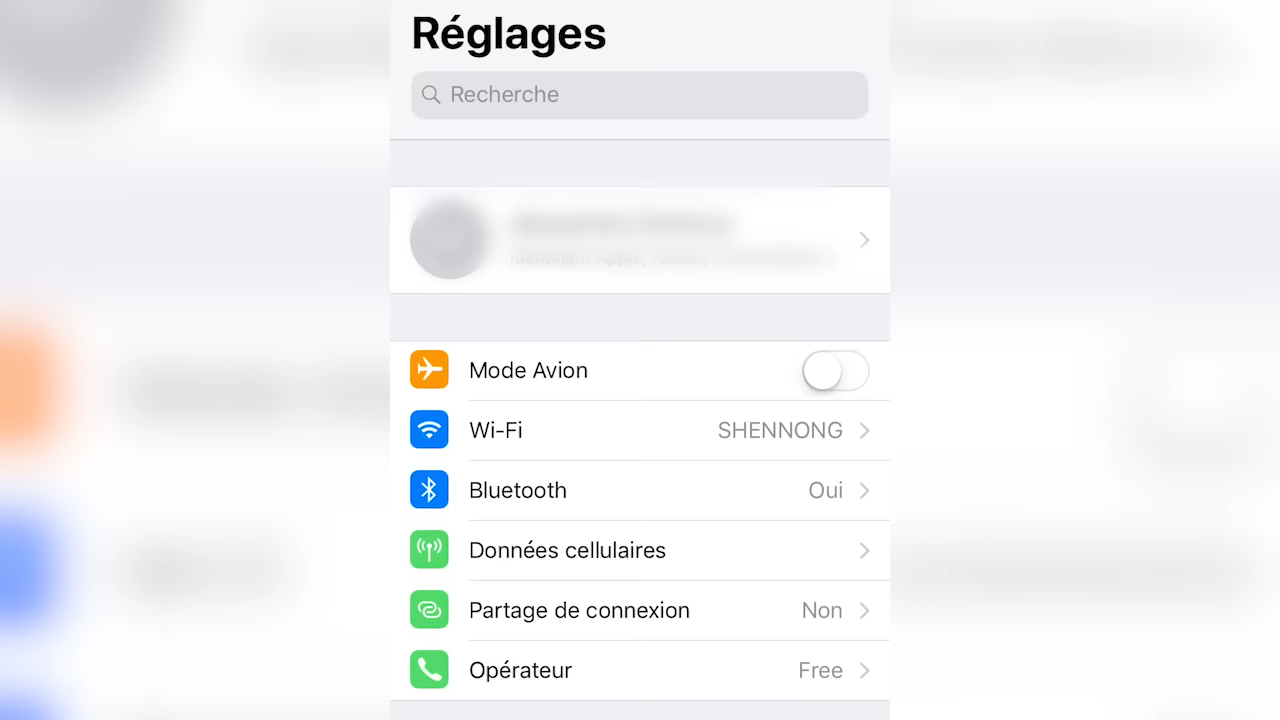 Réglages
Recherche
Mode Avion
Wi-Fi SHENNONG
Bluetooth Oui
Données cellulaires
Partage de connexion Non
Opérateur Free